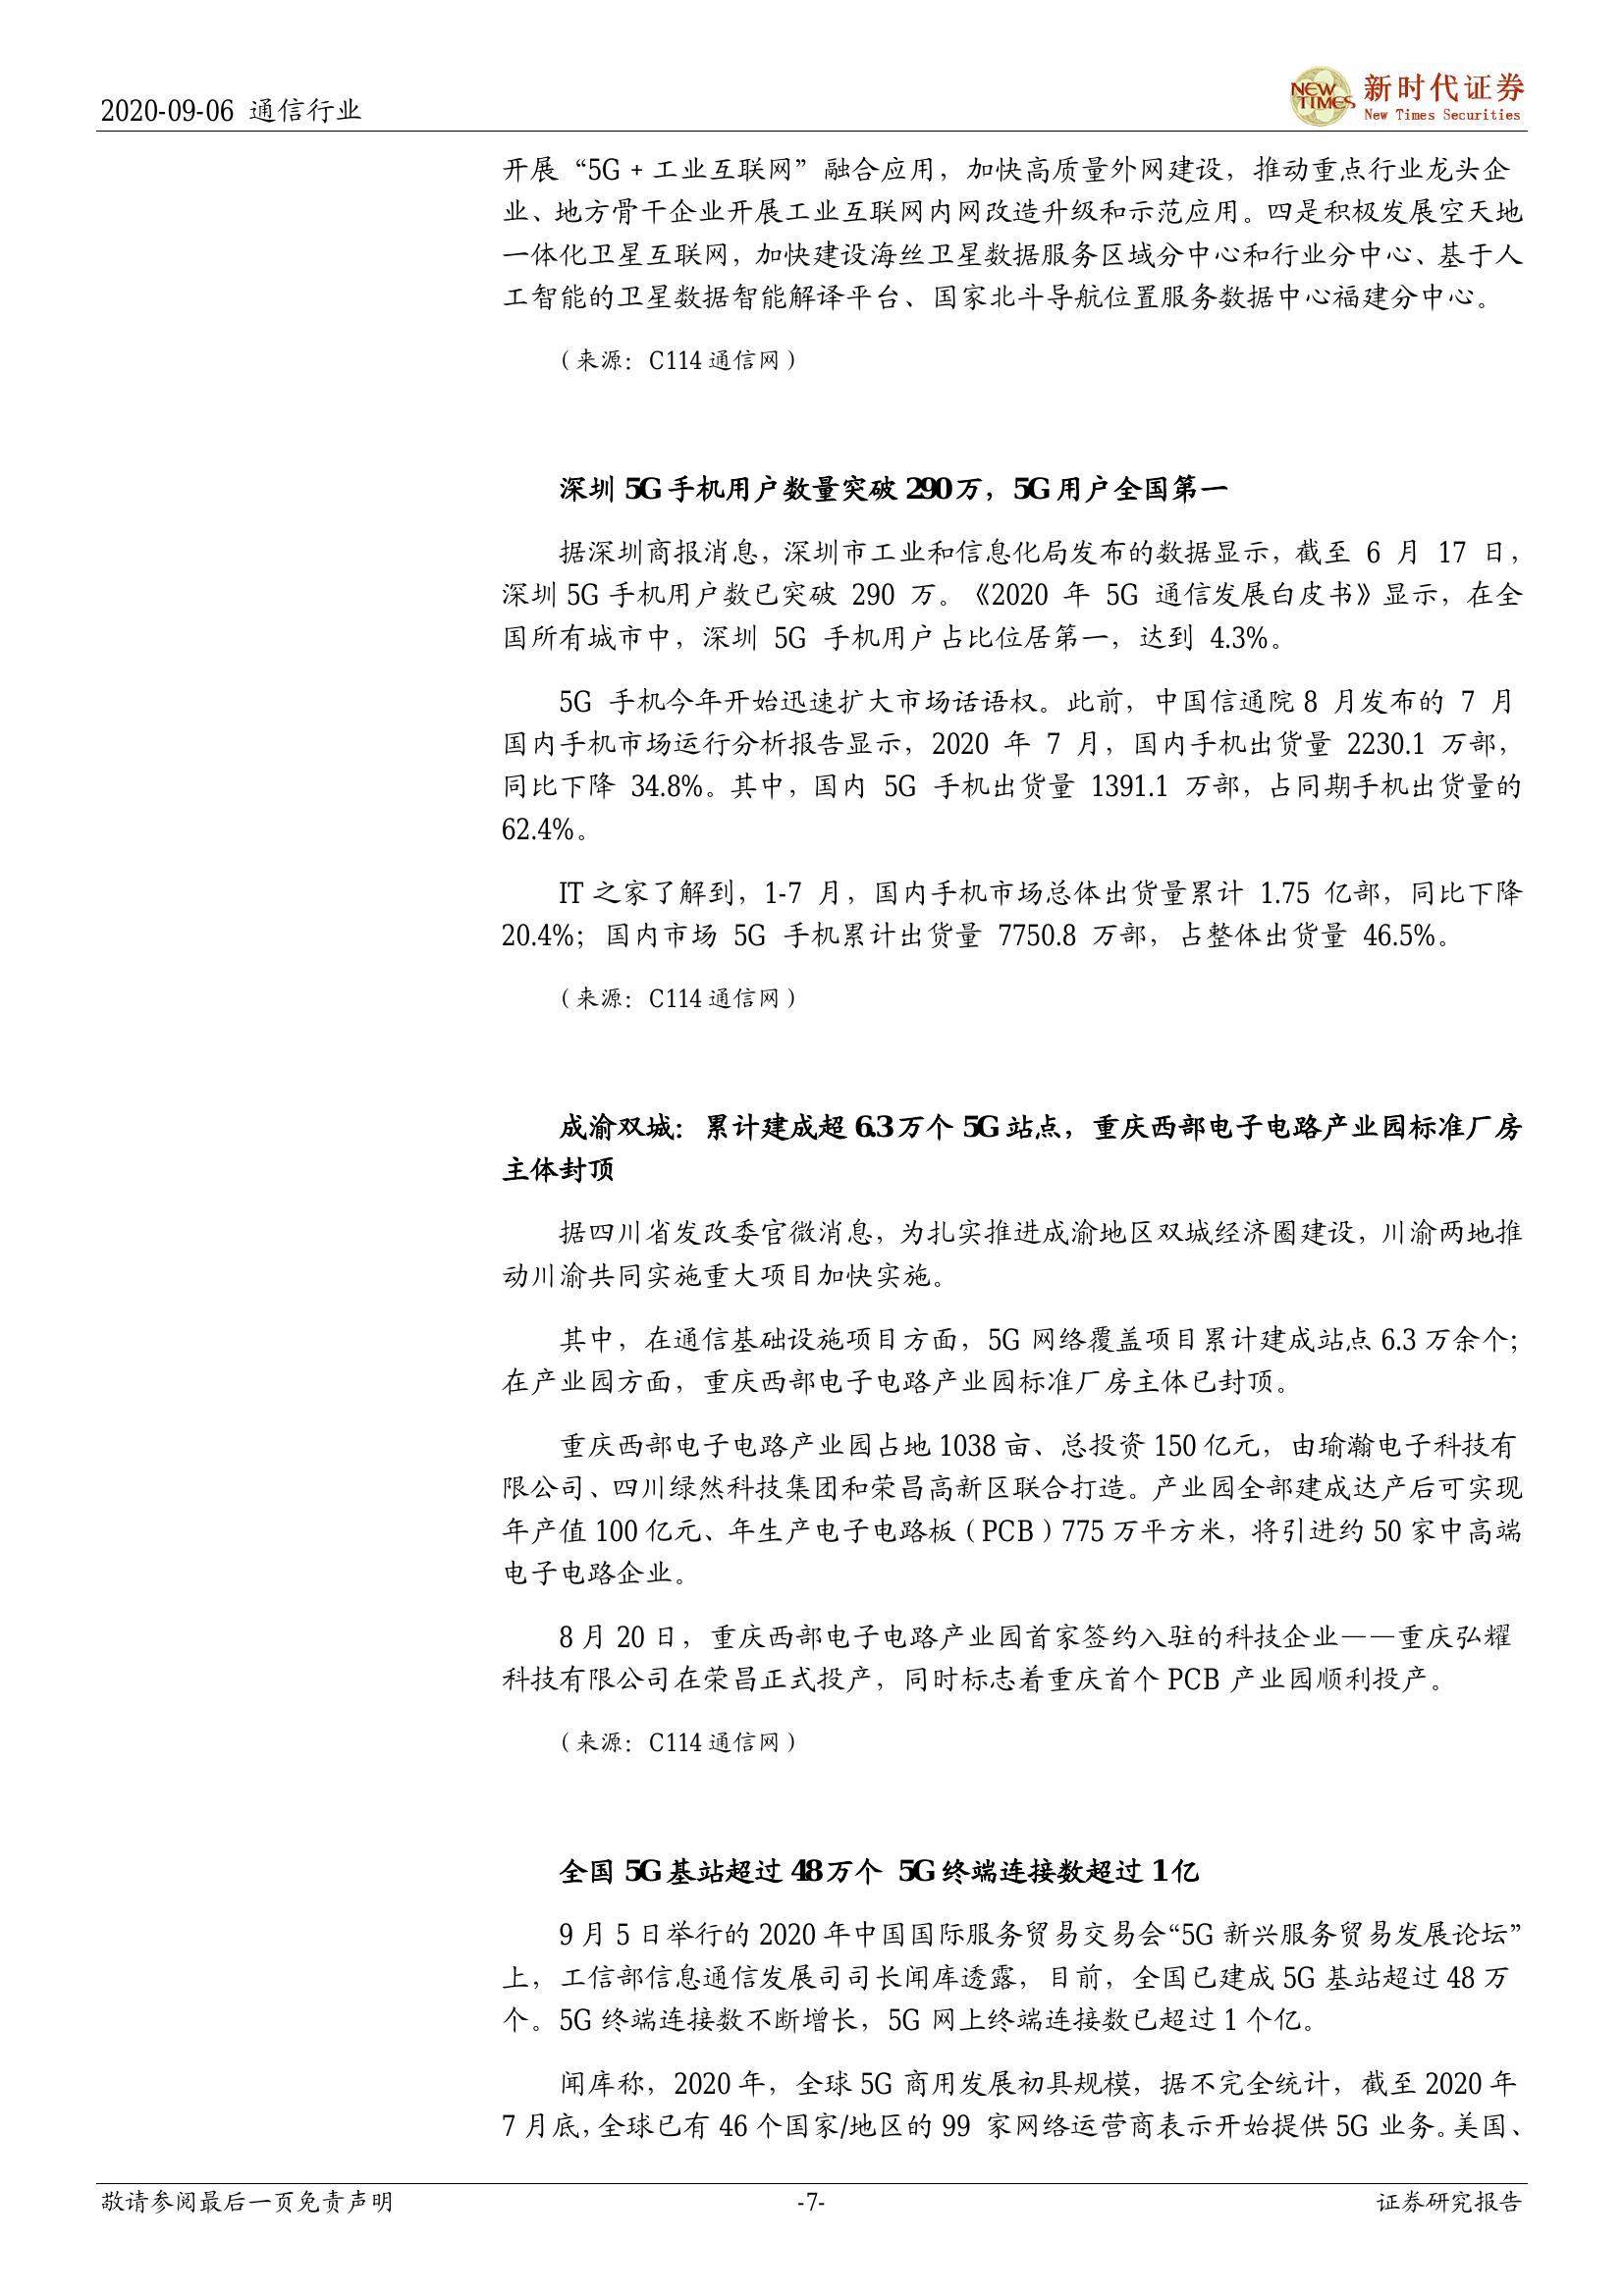 2020-09-06 通信行业
NEW TIMES 新时代证券
New Times Securities
开展“5G + 工业互联网”融合应用，加快高质量外网建设，推动重点行业龙头企
业、地方骨干企业开展工业互联网内网改造升级和示范应用。四是积极发展空天地
一体化卫星互联网，加快建设海丝卫星数据服务区域分中心和行业分中心、基于人
工智能的卫星数据智能解译平台、国家北斗导航位置服务数据中心福建分中心。
（来源：C114 通信网）
深圳 5G 手机用户数量突破 290 万，5G 用户全国第一
据深圳商报消息，深圳市工业和信息化局发布的数据显示，截至 6 月 17 日，
深圳 5G 手机用户数已突破 290 万。《2020 年 5G 通信发展白皮书》显示，在全
国所有城市中，深圳 5G 手机用户占比位居第一，达到 4.3%。
5G 手机今年开始迅速扩大市场话语权。此前，中国信通院 8 月发布的 7 月
国内手机市场运行分析报告显示，2020 年 7 月，国内手机出货量 2230.1 万部，
同比下降 34.8%。其中，国内 5G 手机出货量 1391.1 万部，占同期手机出货量的
62.4%。
IT 之家了解到，1-7 月，国内手机市场总体出货量累计 1.75 亿部，同比下降
20.4%；国内市场 5G 手机累计出货量 7750.8 万部，占整体出货量 46.5%。
（来源：C114 通信网）
成渝双城：累计建成超 6.3 万个 5G 站点，重庆西部电子电路产业园标准厂房
主体封顶
据四川省发改委官微消息，为扎实推进成渝地区双城经济圈建设，川渝两地推
动川渝共同实施重大项目加快实施。
其中，在通信基础设施项目方面，5G 网络覆盖项目累计建成站点 6.3 万余个；
在产业园方面，重庆西部电子电路产业园标准厂房主体已封顶。
重庆西部电子电路产业园占地 1038 亩、总投资 150 亿元，由瑜瀚电子科技有
限公司、四川绿然科技集团和荣昌高新区联合打造。产业园全部建成达产后可实现
年产值 100 亿元、年生产电子电路板（PCB）775 万平方米，将引进约 50 家中高端
电子电路企业。
8 月 20 日，重庆西部电子电路产业园首家签约入驻的科技企业——重庆弘耀
科技有限公司在荣昌正式投产，同时标志着重庆首个 PCB 产业园顺利投产。
（来源：C114 通信网）
全国 5G 基站超过 48 万个 5G 终端连接数超过 1 亿
9 月 5 日举行的 2020 年中国国际服务贸易交易会“5G 新兴服务贸易发展论坛”
上，工信部信息通信发展司司长闻库透露，目前，全国已建成 5G 基站超过 48 万
个。5G 终端连接数不断增长，5G 网上终端连接数已超过 1 个亿。
闻库称，2020 年，全球 5G 商用发展初具规模，据不完全统计，截至 2020 年
7 月底，全球已有 46 个国家/地区的 99 家网络运营商表示开始提供 5G 业务。美国、
敬请参阅最后一页免责声明 -7- 证券研究报告